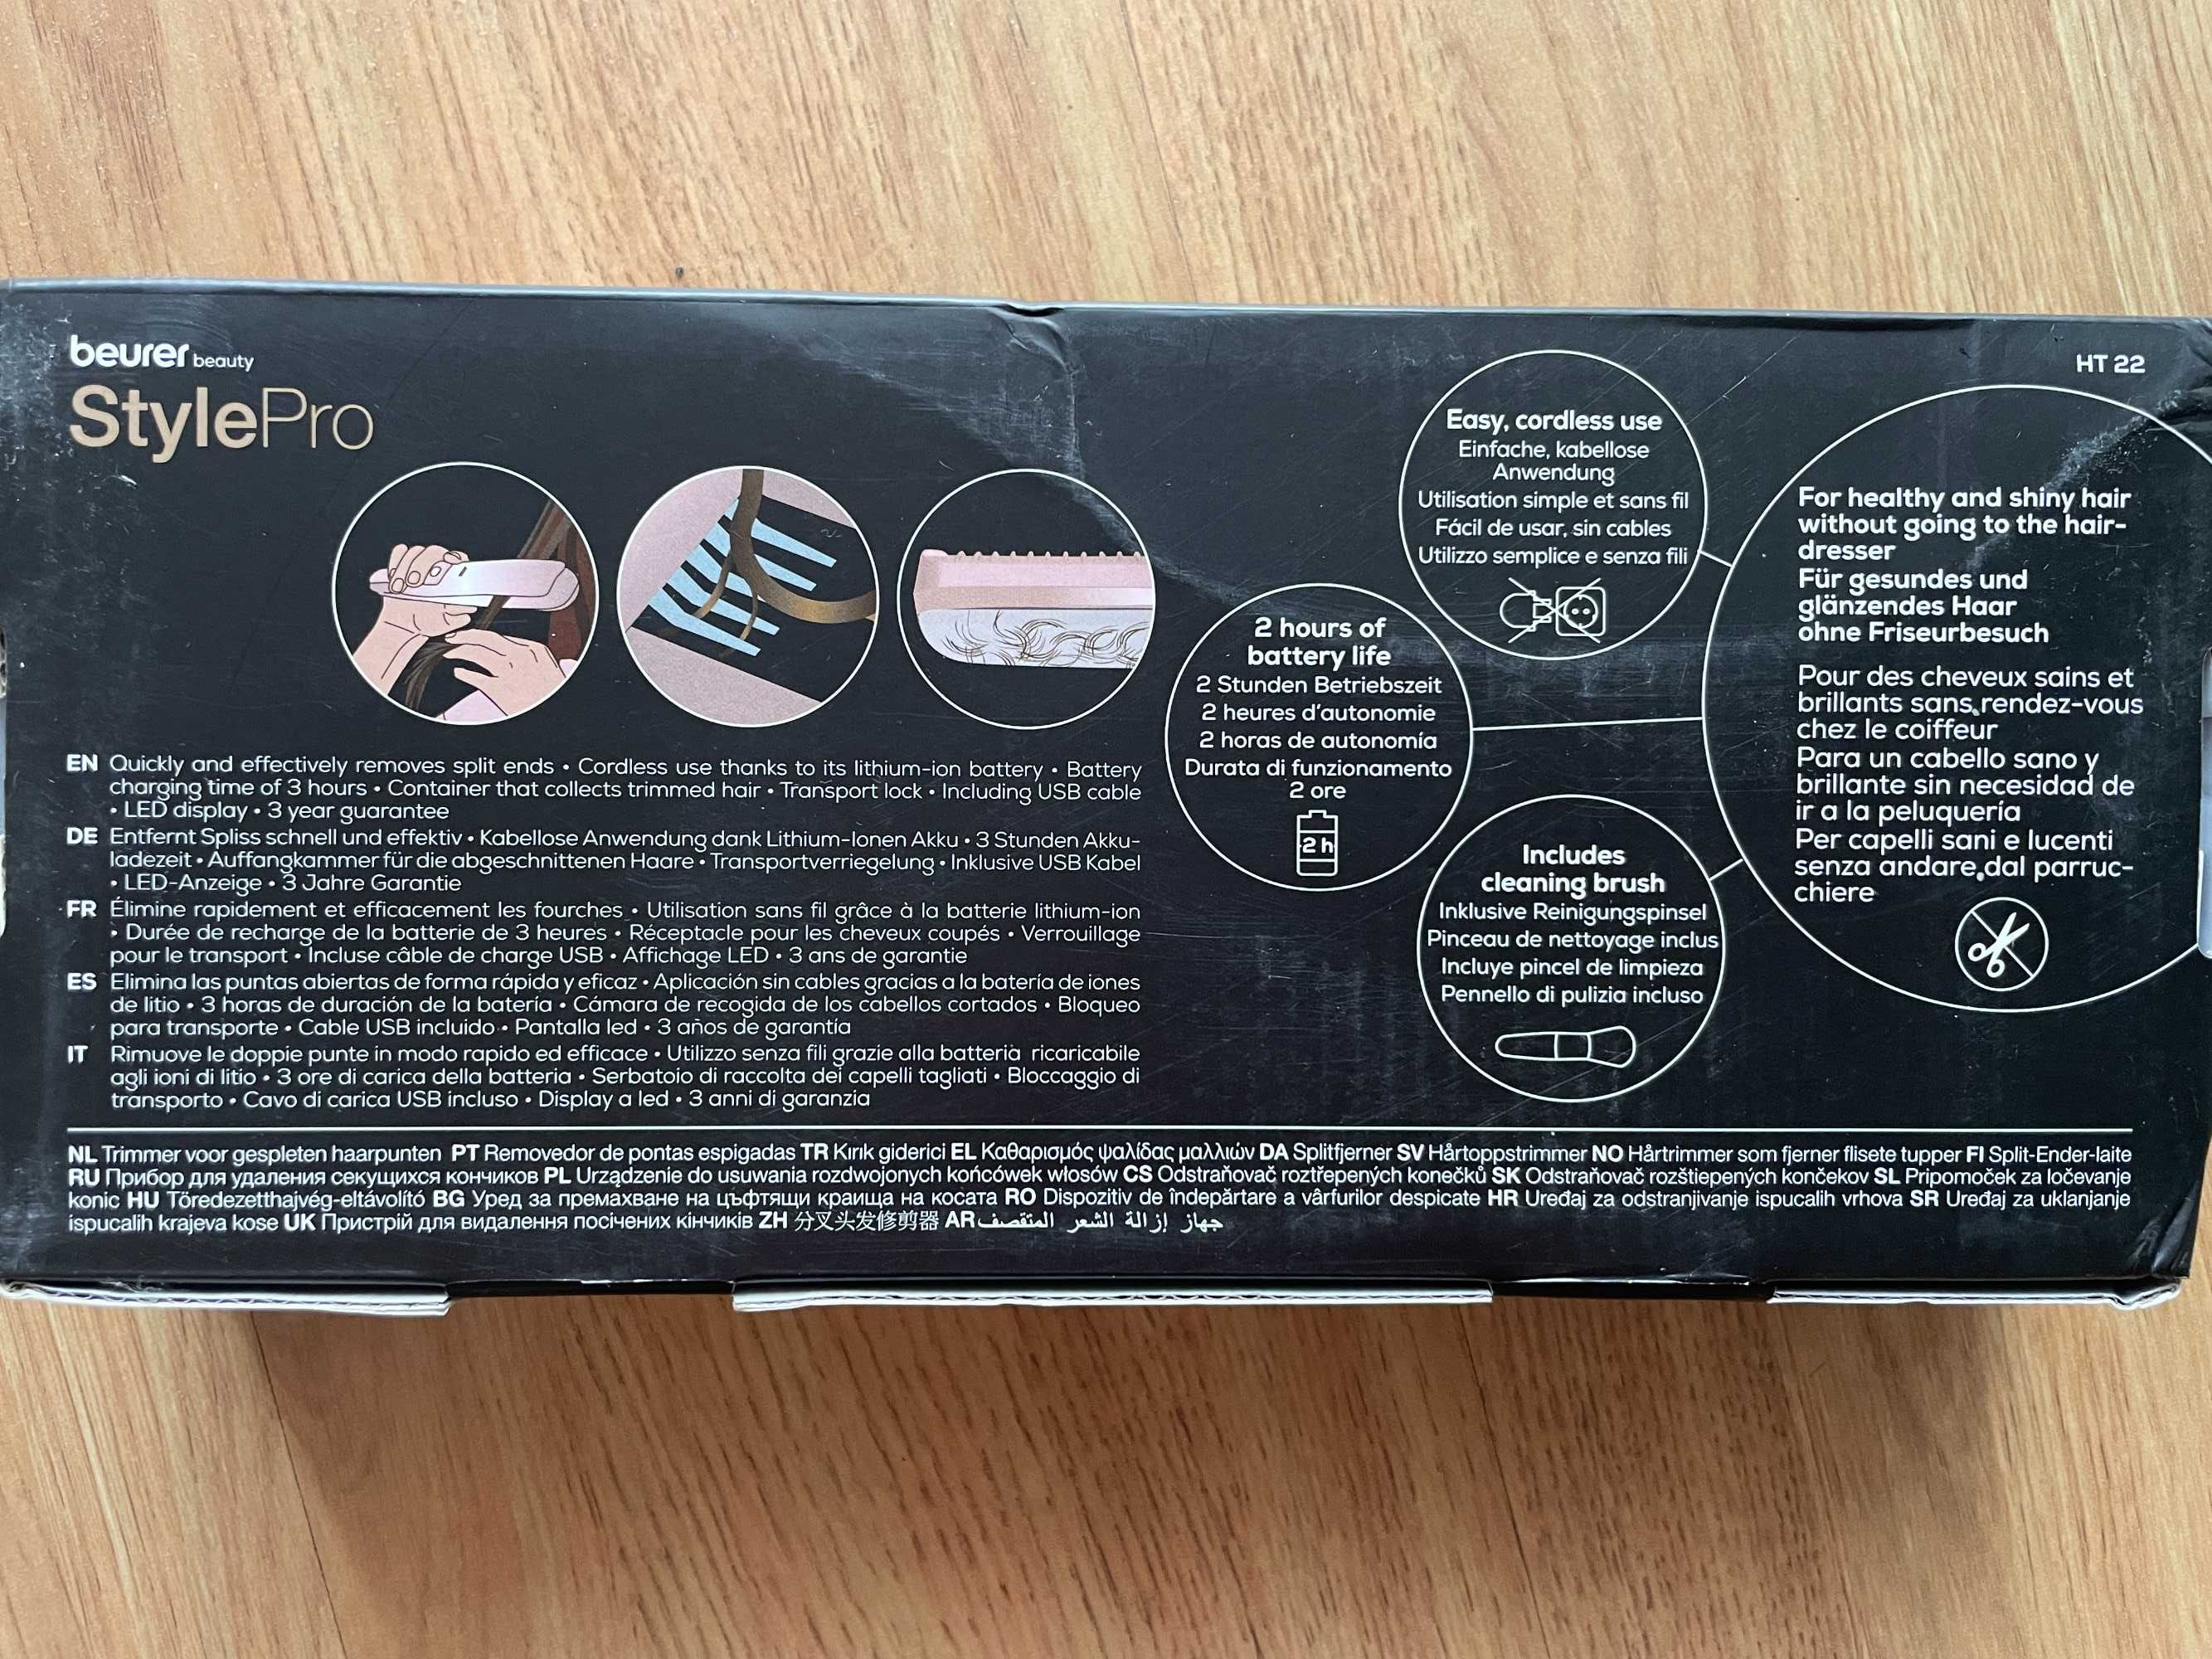 beurer beauty
StylePro
HT 22
Easy, cordless use
Einfache, kabellose
Anwendung
Utilisation simple et sans fil
Fácil de usar, sin cables
Utilizzo semplice e senza fili
For healthy and shiny hair
without going to the hair-
dresser
Für gesundes und
glänzendes Haar
ohne Friseurbesuch
Pour des cheveux sains et
brillants sans rendez-vous
chez le coiffeur
Para un cabello sano y
brillante sin necesidad de
ir a la peluquería
Per capelli sani e lucenti
senza andare dal parruc-
chiere
2 hours of
battery life
2 Stunden Betriebszeit
2 heures d'autonomie
2 horas de autonomía
Durata di funzionamento
2 ore
2 h
Includes
cleaning brush
Inklusive Reinigungspinsel
Pinceau de nettoyage inclus
Incluye pincel de limpieza
Pennello di pulizia incluso
EN Quickly and effectively removes split ends • Cordless use thanks to its lithium-ion battery • Battery
charging time of 3 hours • Container that collects trimmed hair • Transport lock • Including USB cable
• LED display • 3 year guarantee
DE Entfernt Spliss schnell und effektiv • Kabellose Anwendung dank Lithium-Ionen Akku • 3 Stunden Akku-
ladezeit • Auffangkammer für die abgeschnittenen Haare • Transportverriegelung • Inklusive USB Kabel
• LED-Anzeige • 3 Jahre Garantie
FR Élimine rapidement et efficacement les fourches • Utilisation sans fil grâce à la batterie lithium-ion
• Durée de recharge de la batterie de 3 heures • Réceptacle pour les cheveux coupés • Verrouillage
pour le transport • Incluse câble de charge USB • Affichage LED • 3 ans de garantie
ES Elimina las puntas abiertas de forma rápida y eficaz • Aplicación sin cables gracias a la batería de iones
de litio • 3 horas de duración de la batería • Cámara de recogida de los cabellos cortados • Bloqueo
para transporte • Cable USB incluido • Pantalla led • 3 años de garantía
IT Rimuove le doppie punte in modo rapido ed efficace • Utilizzo senza fili grazie alla batteria ricaricabile
agli ioni di litio • 3 ore di carica della batteria • Serbatoio di raccolta dei capelli tagliati • Bloccaggio di
transporto • Cavo di carica USB incluso • Display a led • 3 anni di garanzia
NL Trimmer voor gespleten haarpunten PT Removedor de pontas espigadas TR Kırık giderici EL Καθαρισμός ψαλίδας μαλλιών DA Splitfjerner SV Hårtoppstrimmer NO Hårtrimmer som fjerner flisete tupper FI Split-Ender-laite
RU Прибор для удаления секущихся кончиков PL Urządzenie do usuwania rozdwojonych końcówek włosów CS Odstraňovač roztřepených konečků SK Odstraňovač rozštiepených končekov SL Pripomoček za ločevanje
konic HU Töredezetthajvég-eltávolító BG Уред за премахване на цъфтящи краища на косата RO Dispozitiv de îndepărtare a vârfurilor despicate HR Uređaj za odstranjivanje ispucalih vrhova SR Uređaj za uklanjanje
ispucalih krajeva kose UK Пристрій для видалення посічених кінчиків ZH 分叉头发修剪器 AR جهاز إزالة الشعر المتقصف